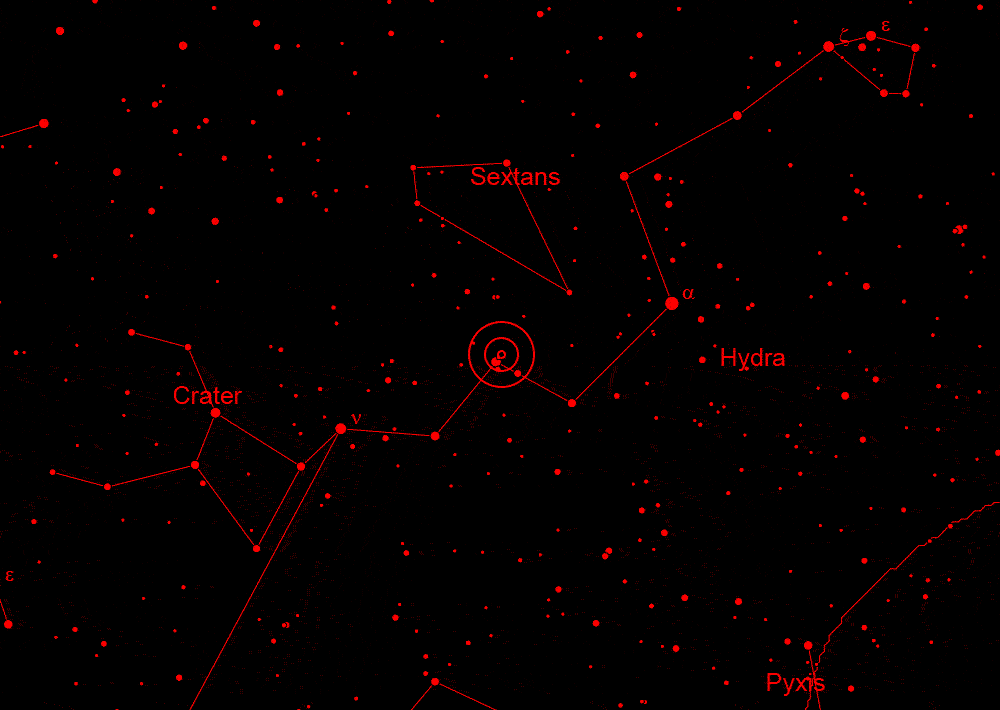 ζ ε
Sextans
α
Hydra
Crater
ν
ε
Pyxis